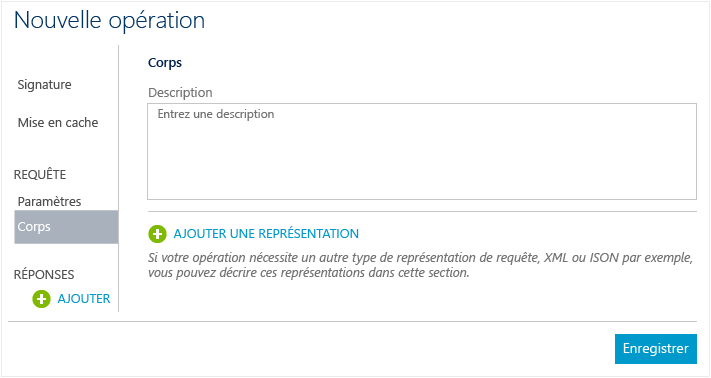 Nouvelle opération
Signature
Mise en cache
REQUÊTE
Paramètres
Corps
RÉPONSES
AJOUTER
Corps
Description
Entrez une description
AJOUTER UNE REPRÉSENTATION
Si votre opération nécessite un autre type de représentation de requête, XML ou ISON par exemple,
vous pouvez décrire ces représentations dans cette section.
Enregistrer